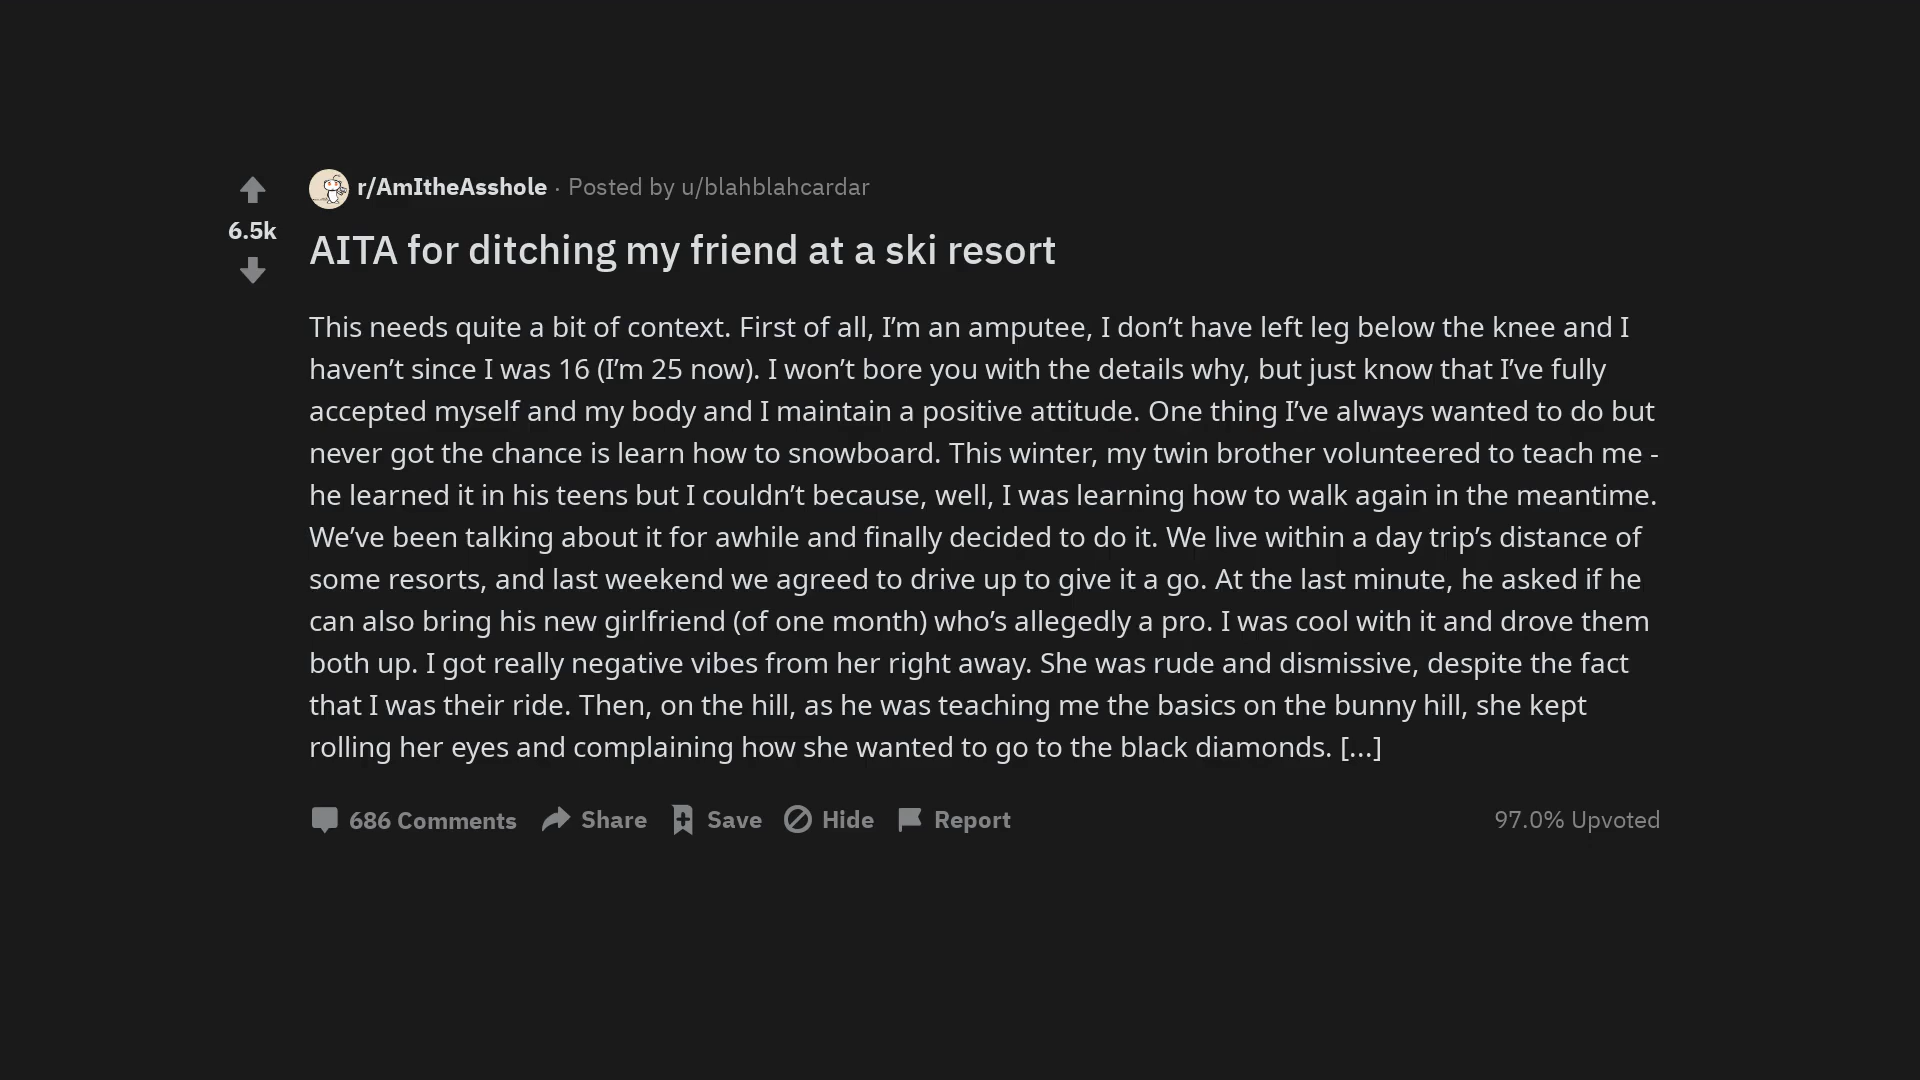 r/AmItheAsshole · Posted by u/blahblahcardar
6.5k
AITA for ditching my friend at a ski resort
This needs quite a bit of context. First of all, I’m an amputee, I don’t have left leg below the knee and I
haven’t since I was 16 (I’m 25 now). I won’t bore you with the details why, but just know that I’ve fully
accepted myself and my body and I maintain a positive attitude. One thing I’ve always wanted to do but
never got the chance is learn how to snowboard. This winter, my twin brother volunteered to teach me -
he learned it in his teens but I couldn’t because, well, I was learning how to walk again in the meantime.
We’ve been talking about it for awhile and finally decided to do it. We live within a day trip’s distance of
some resorts, and last weekend we agreed to drive up to give it a go. At the last minute, he asked if he
can also bring his new girlfriend (of one month) who’s allegedly a pro. I was cool with it and drove them
both up. I got really negative vibes from her right away. She was rude and dismissive, despite the fact
that I was their ride. Then, on the hill, as he was teaching me the basics on the bunny hill, she kept
rolling her eyes and complaining how she wanted to go to the black diamonds. [...]
686 Comments Share Save Hide Report 97.0% Upvoted